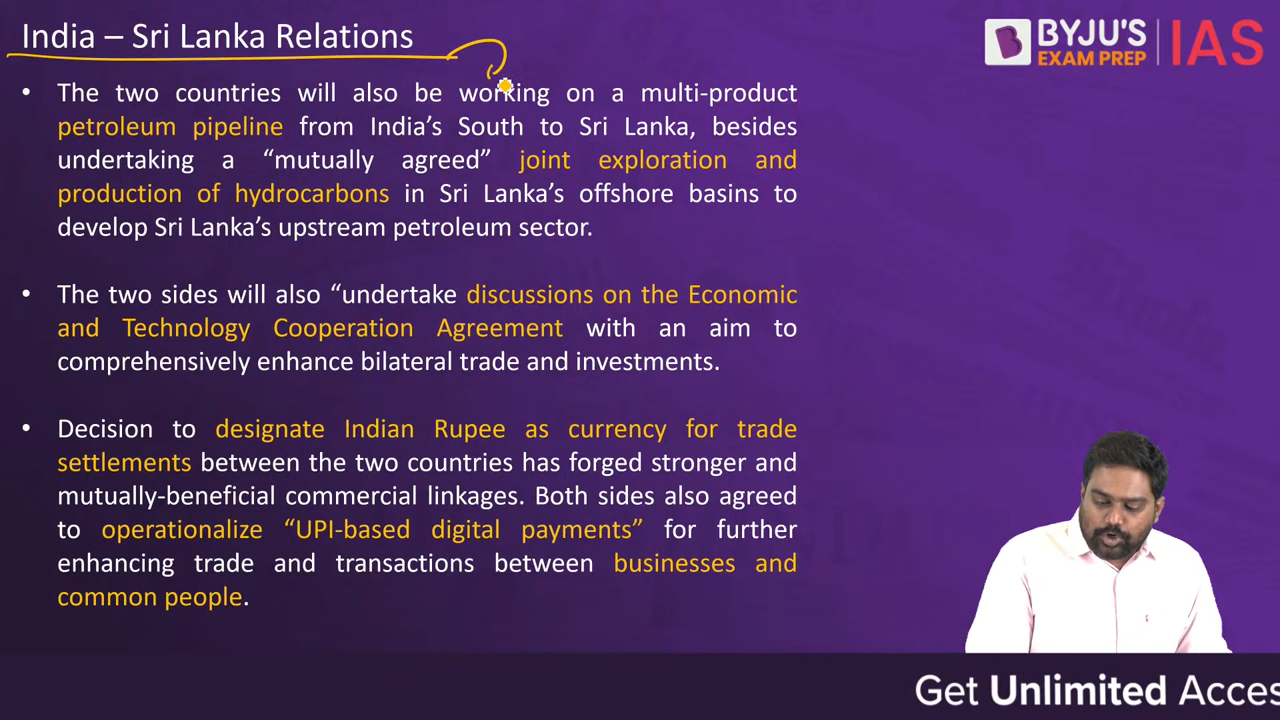 India – Sri Lanka Relations
BYJU'S
EXAM PREP
IAS
• The two countries will also be working on a multi-product
petroleum pipeline from India's South to Sri Lanka, besides
undertaking a “mutually agreed” joint exploration and
production of hydrocarbons in Sri Lanka's offshore basins to
develop Sri Lanka's upstream petroleum sector.
• The two sides will also “undertake discussions on the Economic
and Technology Cooperation Agreement with an aim to
comprehensively enhance bilateral trade and investments.
• Decision to designate Indian Rupee as currency for trade
settlements between the two countries has forged stronger and
mutually-beneficial commercial linkages. Both sides also agreed
to operationalize “UPI-based digital payments” for further
enhancing trade and transactions between businesses and
common people.
Get Unlimited Acces